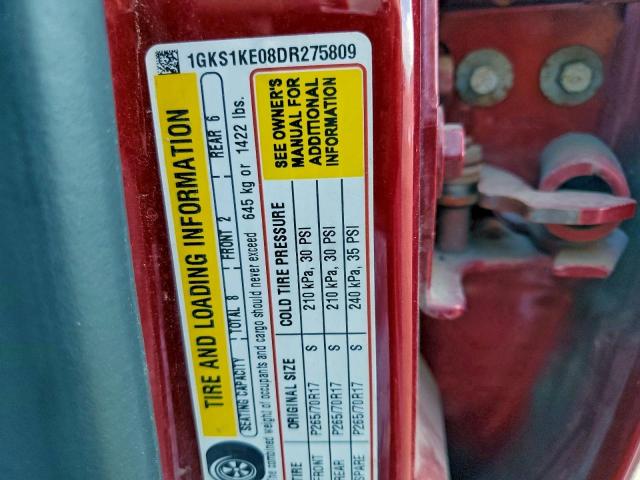 1GKS1KE08DR275809
TIRE AND LOADING INFORMATION
SEATING CAPACITY TOTAL 8 FRONT 2 REAR 6
he combined weight of occupants and cargo should never exceed 645 kg or 1422 lbs.
TIRE ORIGINAL SIZE COLD TIRE PRESSURE
FRONT P265/70R17 S 210 kPa, 30 PSI
REAR P265/70R17 S 210 kPa, 30 PSI
SPARE P265/70R17 S 240 kPa, 35 PSI
SEE OWNER'S
MANUAL FOR
ADDITIONAL
INFORMATION